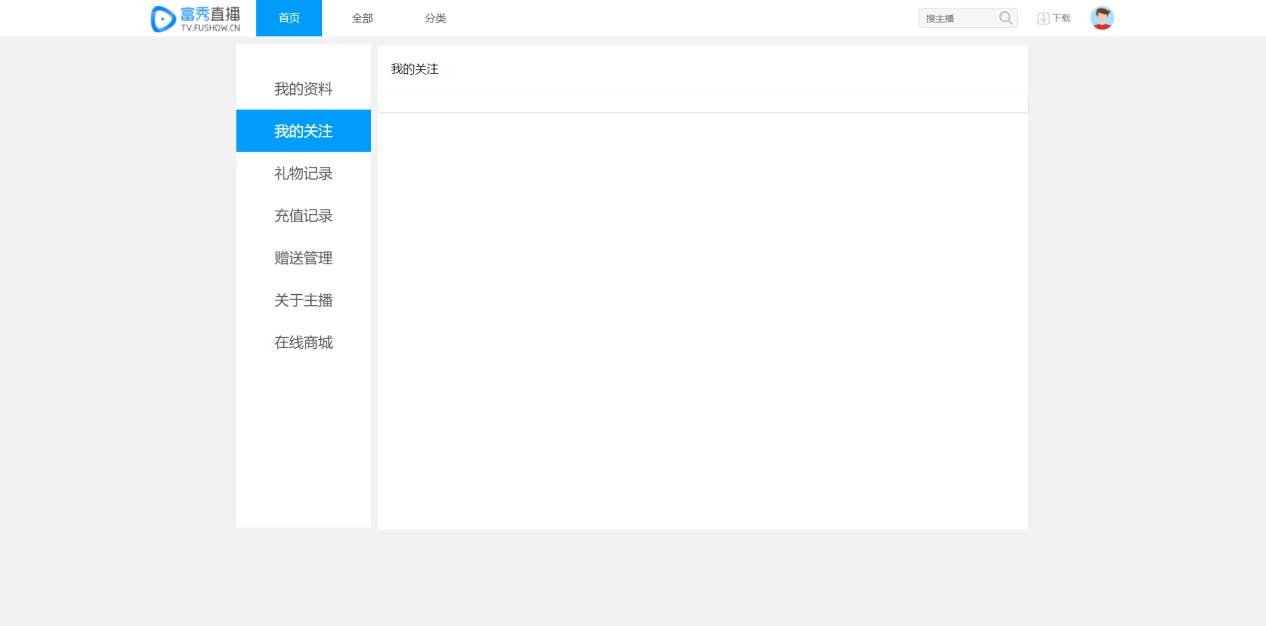 富秀直播
TV.FUSHOW.CN
首页
全部
分类
搜主播
下载
我的资料
我的关注
礼物记录
充值记录
赠送管理
关于主播
在线商城
我的关注